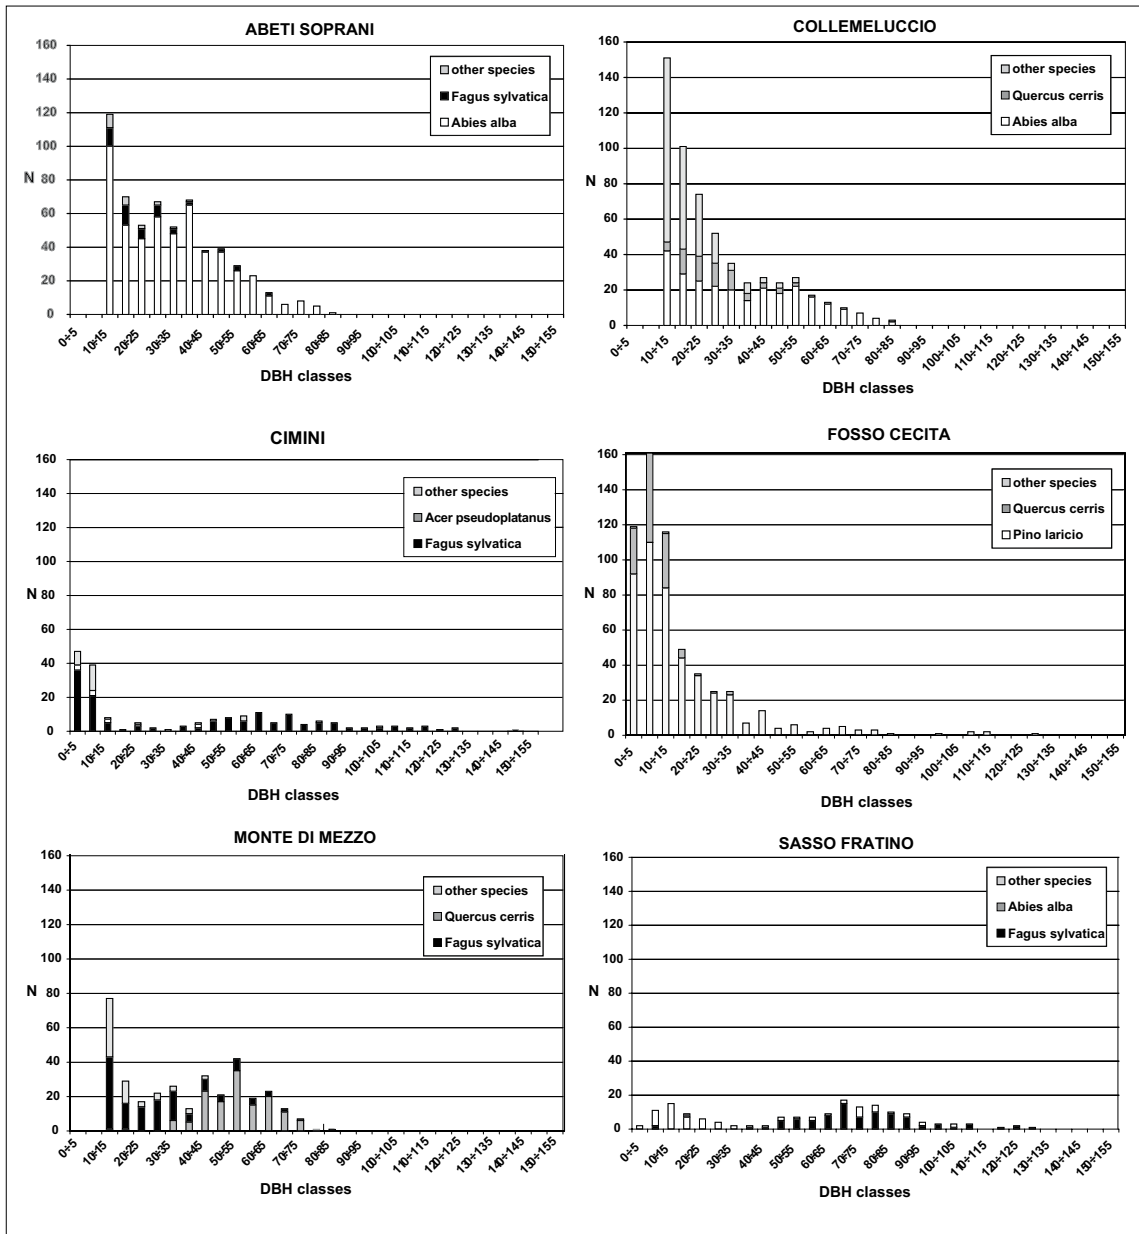 ABETI SOPRANI
160
140
120
100
80
60
40
20
0
N
other species
Fagus sylvatica
Abies alba
0÷5 10÷15 20÷25 30÷35 40÷45 50÷55 60÷65 70÷75 80÷85 90÷95 100÷105 110÷115 120÷125 130÷135 140÷145 150÷155
DBH classes
COLLEMELUCCIO
160
140
120
100
80
60
40
20
0
N
other species
Quercus cerris
Abies alba
0÷5 10÷15 20÷25 30÷35 40÷45 50÷55 60÷65 70÷75 80÷85 90÷95 100÷105 110÷115 120÷125 130÷135 140÷145 150÷155
DBH classes
CIMINI
160
140
120
100
N 80
60
40
20
0
other species
Acer pseudoplatanus
Fagus sylvatica
0÷5 10÷15 20÷25 30÷35 40÷45 50÷55 60÷65 70÷75 80÷85 90÷95 100÷105 110÷115 120÷125 130÷135 140÷145 150÷155
DBH classes
FOSSO CECITA
160
140
120
100
N 80
60
40
20
0
other species
Quercus cerris
Pino laricio
0÷5 10÷15 20÷25 30÷35 40÷45 50÷55 60÷65 70÷75 80÷85 90÷95 100÷105 110÷115 120÷125 130÷135 140÷145 150÷155
DBH classes
MONTE DI MEZZO
160
140
120
100
N 80
60
40
20
0
other species
Quercus cerris
Fagus sylvatica
0÷5 10÷15 20÷25 30÷35 40÷45 50÷55 60÷65 70÷75 80÷85 90÷95 100÷105 110÷115 120÷125 130÷135 140÷145 150÷155
DBH classes
SASSO FRATINO
160
140
120
100
N 80
60
40
20
0
other species
Abies alba
Fagus sylvatica
0÷5 10÷15 20÷25 30÷35 40÷45 50÷55 60÷65 70÷75 80÷85 90÷95 100÷105 110÷115 120÷125 130÷135 140÷145 150÷155
DBH classes